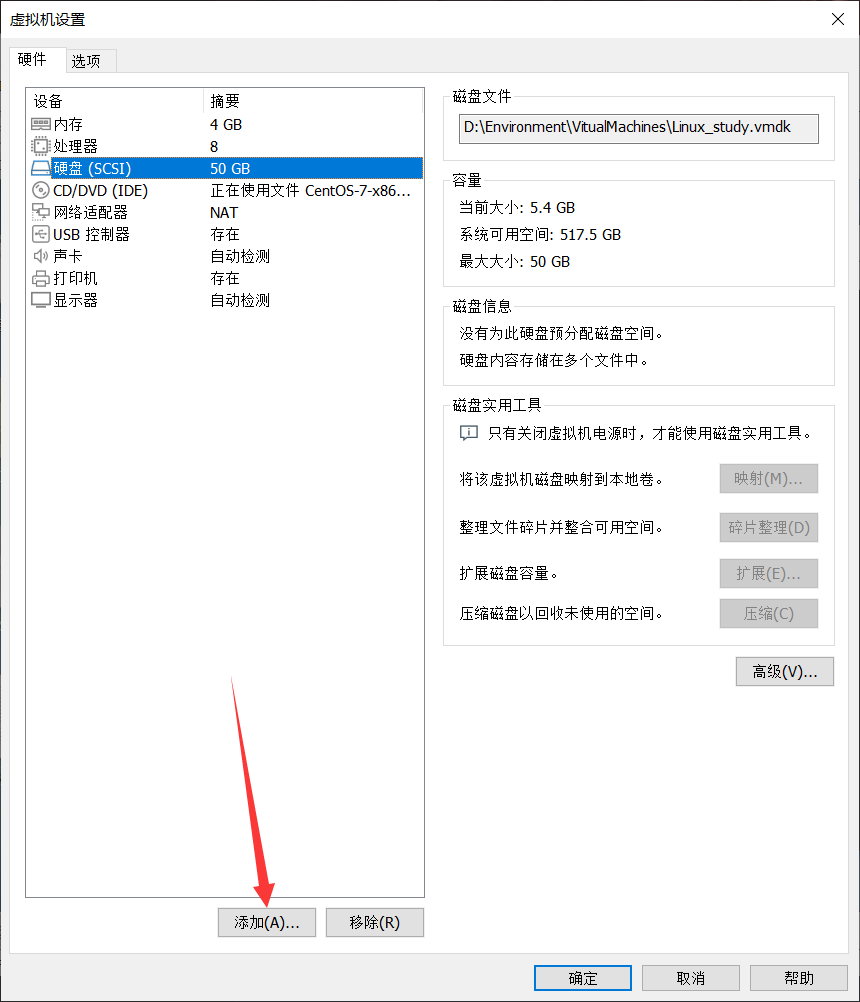 虚拟机设置
硬件
选项
设备 摘要
内存 4 GB
处理器 8
硬盘 (SCSI) 50 GB
CD/DVD (IDE) 正在使用文件 CentOS-7-x86...
网络适配器 NAT
USB 控制器 存在
声卡 自动检测
打印机 存在
显示器 自动检测
添加(A)...
移除(R)
磁盘文件
D:\Environment\VitualMachines\Linux_study.vmdk
容量
当前大小: 5.4 GB
系统可用空间: 517.5 GB
最大大小: 50 GB
磁盘信息
没有为此硬盘预分配磁盘空间。
硬盘内容存储在多个文件中。
磁盘实用工具
只有关闭虚拟机电源时，才能使用磁盘实用工具。
将该虚拟机磁盘映射到本地卷。 映射(M)...
整理文件碎片并整合可用空间。 碎片整理(D)
扩展磁盘容量。 扩展(E)...
压缩磁盘以回收未使用的空间。 压缩(C)
高级(V)...
确定
取消
帮助